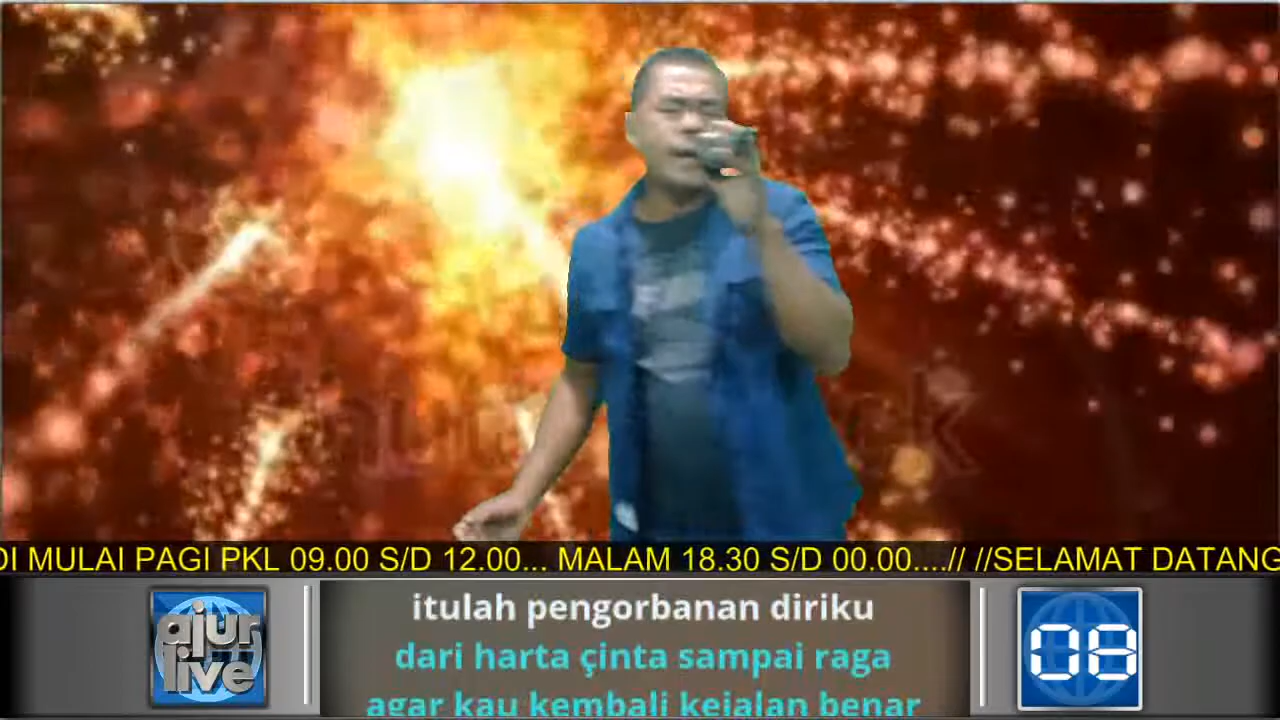 DI MULAI PAGI PKL 09.00 S/D 12.00... MALAM 18.30 S/D 00.00....// //SELAMAT DATANG
ajur
live
itulah pengorbanan diriku
dari harta çinta sampai raga
agar kau kembali kejalan benar
08